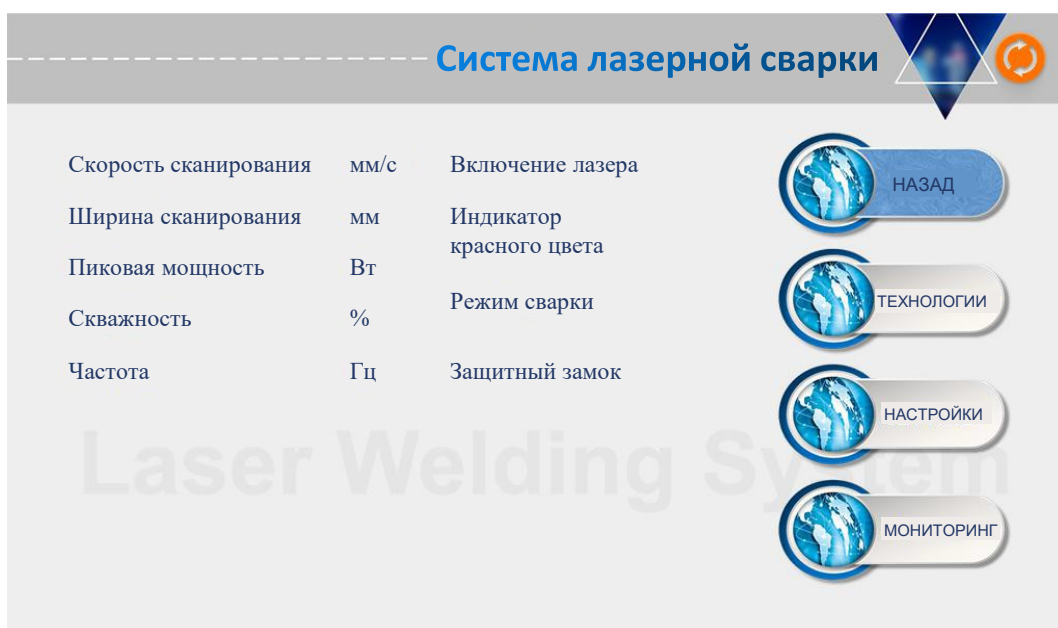 Система лазерной сварки
Скорость сканирования мм/с
Ширина сканирования мм
Пиковая мощность Вт
Скважность %
Частота Гц
Включение лазера
Индикатор
красного цвета
Режим сварки
Защитный замок
НАЗАД
ТЕХНОЛОГИИ
НАСТРОЙКИ
МОНИТОРИНГ
Laser Welding System